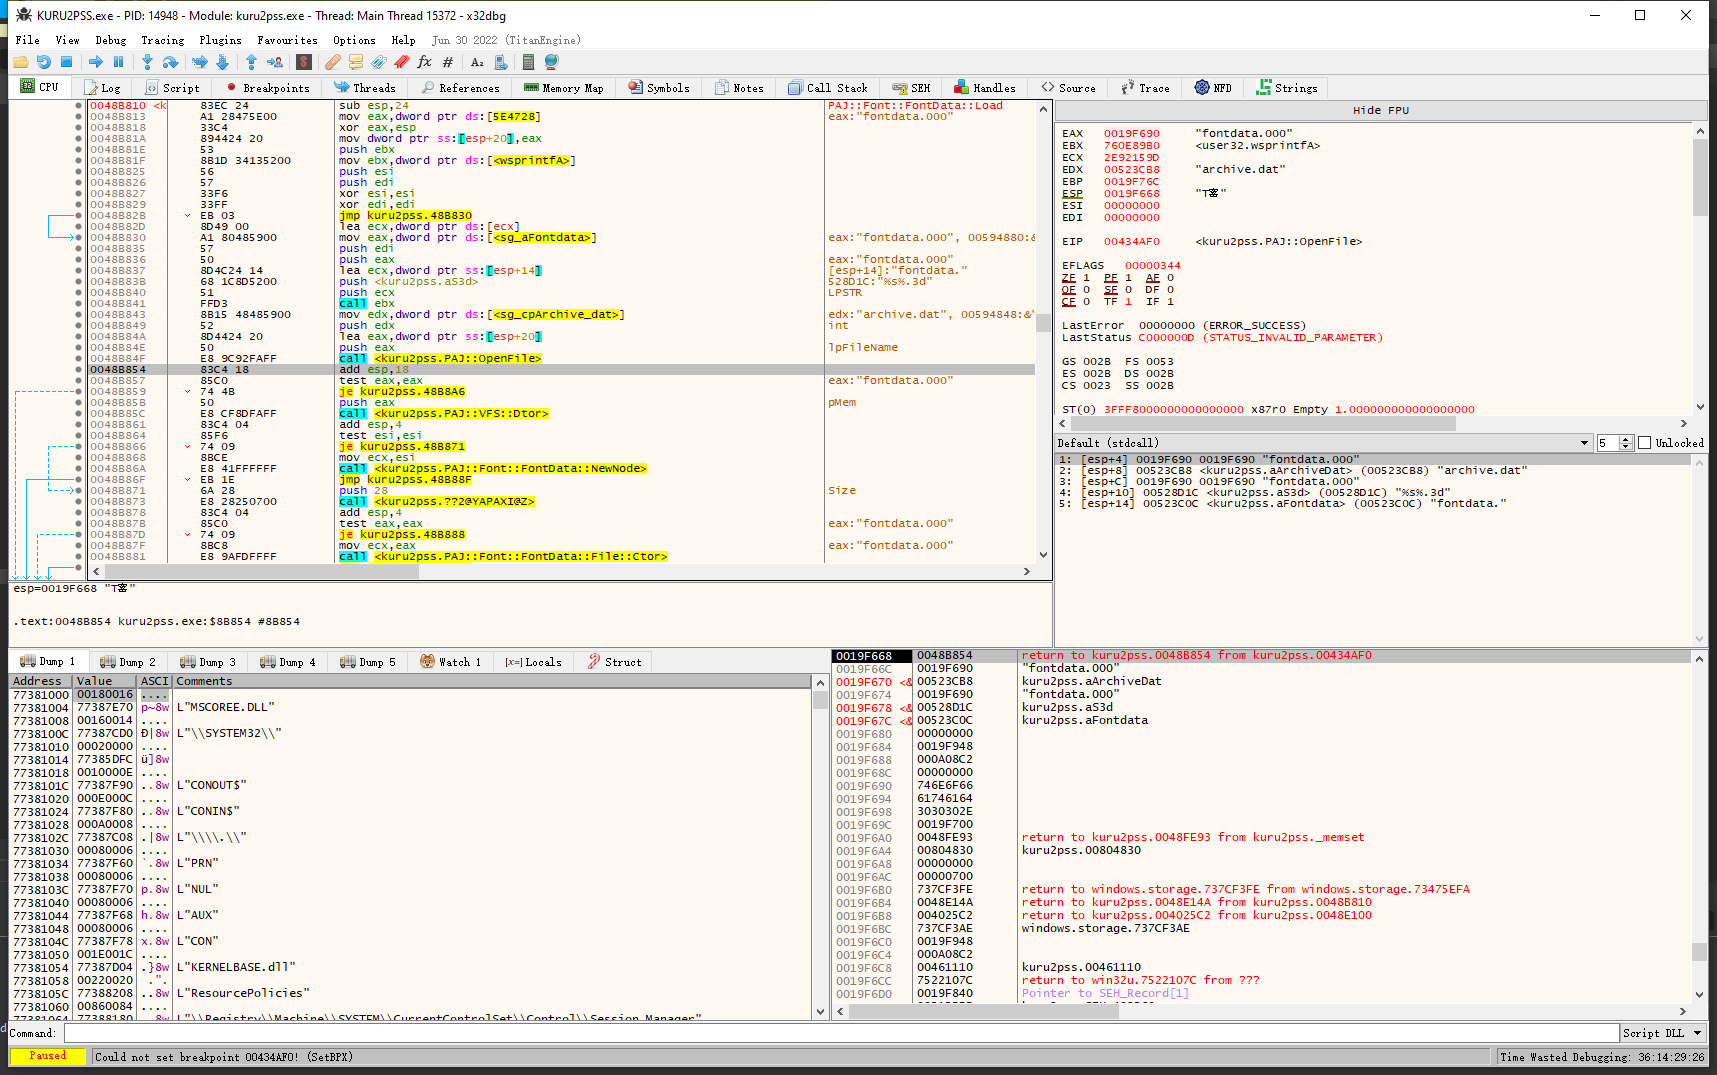 KURU2PSS.exe - PID: 14948 - Module: kuru2pss.exe - Thread: Main Thread 15372 - x32dbg
File View Debug Tracing Plugins Favourites Options Help Jun 30 2022 (TitanEngine)
CPU Log Script Breakpoints Threads References Memory Map Symbols Notes Call Stack SEH Handles Source Trace NFD Strings
0048B810 <k 83EC 24 sub esp,24 PAJ::Font::FontData::Load
0048B813 A1 28475E00 mov eax,dword ptr ds:[5E4728] eax:"fontdata.000"
0048B818 33C4 xor eax,esp
0048B81A 894424 20 mov dword ptr ss:[esp+20],eax
0048B81E 53 push ebx
0048B81F 8B1D 34135200 mov ebx,dword ptr ds:[<wsprintfA>]
0048B825 56 push esi
0048B826 57 push edi
0048B827 33F6 xor esi,esi
0048B829 33FF xor edi,edi
0048B82B EB 03 jmp kuru2pss.48B830
0048B82D 8D49 00 lea ecx,dword ptr ds:[ecx]
0048B830 A1 80485900 mov eax,dword ptr ds:[<sg_aFontdata>] eax:"fontdata.000", 00594880:&
0048B835 57 push edi
0048B836 50 push eax eax:"fontdata.000"
0048B837 8D4C24 14 lea ecx,dword ptr ss:[esp+14] [esp+14]:"fontdata."
0048B83B 68 1C8D5200 push <kuru2pss.aS3d> 528D1C:"%s%.3d"
0048B840 51 push ecx LPSTR
0048B841 FFD3 call ebx
0048B843 8B15 48485900 mov edx,dword ptr ds:[<sg_cpArchive_dat>] edx:"archive.dat", 00594848:&"
0048B849 52 push edx int
0048B84A 8D4424 20 lea eax,dword ptr ss:[esp+20]
0048B84E 50 push eax lpFileName
0048B84F E8 9C92FAFF call <kuru2pss.PAJ::OpenFile>
0048B854 83C4 18 add esp,18
0048B857 85C0 test eax,eax eax:"fontdata.000"
0048B859 74 4B je kuru2pss.48B8A6
0048B85B 50 push eax pMem
0048B85C E8 CF8DFAFF call <kuru2pss.PAJ::VFS::Dtor>
0048B861 83C4 04 add esp,4
0048B864 85F6 test esi,esi
0048B866 74 09 je kuru2pss.48B871
0048B868 8BCE mov ecx,esi
0048B86A E8 41FFFFFF call <kuru2pss.PAJ::Font::FontData::NewNode>
0048B86F EB 1E jmp kuru2pss.48B88F
0048B871 6A 28 push 28 Size
0048B873 E8 28250700 call <kuru2pss.??2@YAPAXI@Z>
0048B878 83C4 04 add esp,4
0048B87B 85C0 test eax,eax eax:"fontdata.000"
0048B87D 74 09 je kuru2pss.48B888
0048B87F 8BC8 mov ecx,eax eax:"fontdata.000"
0048B881 E8 9AFDFFFF call <kuru2pss.PAJ::Font::FontData::File::Ctor>
esp=0019F668 "T客"
.text:0048B854 kuru2pss.exe:$8B854 #8B854
Hide FPU
EAX 0019F690 "fontdata.000"
EBX 760E89B0 <user32.wsprintfA>
ECX 2E92159D
EDX 00523CB8 "archive.dat"
EBP 0019F76C
ESP 0019F668 "T客"
ESI 00000000
EDI 00000000
EIP 00434AF0 <kuru2pss.PAJ::OpenFile>
EFLAGS 00000344
ZF 1 PF 1 AF 0
OF 0 SF 0 DF 0
CF 0 TF 1 IF 1
LastError 00000000 (ERROR_SUCCESS)
LastStatus C000000D (STATUS_INVALID_PARAMETER)
GS 002B FS 0053
ES 002B DS 002B
CS 0023 SS 002B
ST(0) 3FFF8000000000000000 x87r0 Empty 1.000000000000000000
Default (stdcall) 5 Unlocked
1: [esp+4] 0019F690 0019F690 "fontdata.000"
2: [esp+8] 00523CB8 <kuru2pss.aArchiveDat> (00523CB8) "archive.dat"
3: [esp+C] 0019F690 0019F690 "fontdata.000"
4: [esp+10] 00528D1C <kuru2pss.aS3d> (00528D1C) "%s%.3d"
5: [esp+14] 00523C0C <kuru2pss.aFontdata> (00523C0C) "fontdata."
Dump 1 Dump 2 Dump 3 Dump 4 Dump 5 Watch 1 Locals Struct
Address Value ASCI Comments
77381000 00180016 ....
77381004 77387E70 p~8w L"MSCOREE.DLL"
77381008 00160014 ....
7738100C 77387CD0 Ð|8w L"\\SYSTEM32\\"
77381010 00020000 ....
77381014 77385DFC ü]8w
77381018 0010000E ....
7738101C 77387F90 ..8w L"CONOUT$"
77381020 000E000C ....
77381024 77387F80 ..8w L"CONIN$"
77381028 000A0008 ....
7738102C 77387C08 .|8w L"\\\\.\\"
77381030 00080006 ....
77381034 77387F60 `.8w L"PRN"
77381038 00080006 ....
7738103C 77387F70 p.8w L"NUL"
77381040 00080006 ....
77381044 77387F68 h.8w L"AUX"
77381048 00080006 ....
7738104C 77387F78 x.8w L"CON"
77381050 001E001C ....
77381054 77387D04 .}8w L"KERNELBASE.dll"
77381058 00220020 .".
7738105C 77388208 ..8w L"ResourcePolicies"
77381060 00860084 ....
77381064 77388180 ..8w L"\\Registry\\Machine\\SYSTEM\\CurrentControlSet\\Control\\Session Manager"
0019F668 0048B854 return to kuru2pss.0048B854 from kuru2pss.00434AF0
0019F66C 0019F690 "fontdata.000"
0019F670 <& 00523CB8 kuru2pss.aArchiveDat
0019F674 0019F690 "fontdata.000"
0019F678 <& 00528D1C kuru2pss.aS3d
0019F67C <& 00523C0C kuru2pss.aFontdata
0019F680 00000000
0019F684 0019F948
0019F688 000A08C2
0019F68C 00000000
0019F690 746E6F66
0019F694 61746164
0019F698 3030302E
0019F69C 0019F700
0019F6A0 0048FE93 return to kuru2pss.0048FE93 from kuru2pss._memset
0019F6A4 00804830 kuru2pss.00804830
0019F6A8 00000000
0019F6AC 00000700
0019F6B0 737CF3FE return to windows.storage.737CF3FE from windows.storage.73475EFA
0019F6B4 0048E14A return to kuru2pss.0048E14A from kuru2pss.0048B810
0019F6B8 004025C2 return to kuru2pss.004025C2 from kuru2pss.0048E100
0019F6BC 737CF3AE windows.storage.737CF3AE
0019F6C0 0019F948
0019F6C4 000A08C2
0019F6C8 00461110 kuru2pss.00461110
0019F6CC 7522107C return to win32u.7522107C from ???
0019F6D0 0019F840 Pointer to SEH_Record[1]
Command: Script DLL
Paused Could not set breakpoint 00434AF0! (SetBPX) Time Wasted Debugging: 36:14:29:26